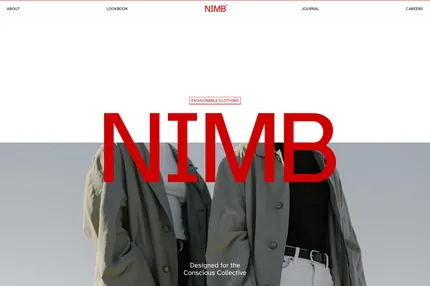 ABOUT
LOOKBOOK
NIMB
JOURNAL
CAREERS
FASHIONABLE CLOTHING
NIMB
Designed for the
Conscious Collective